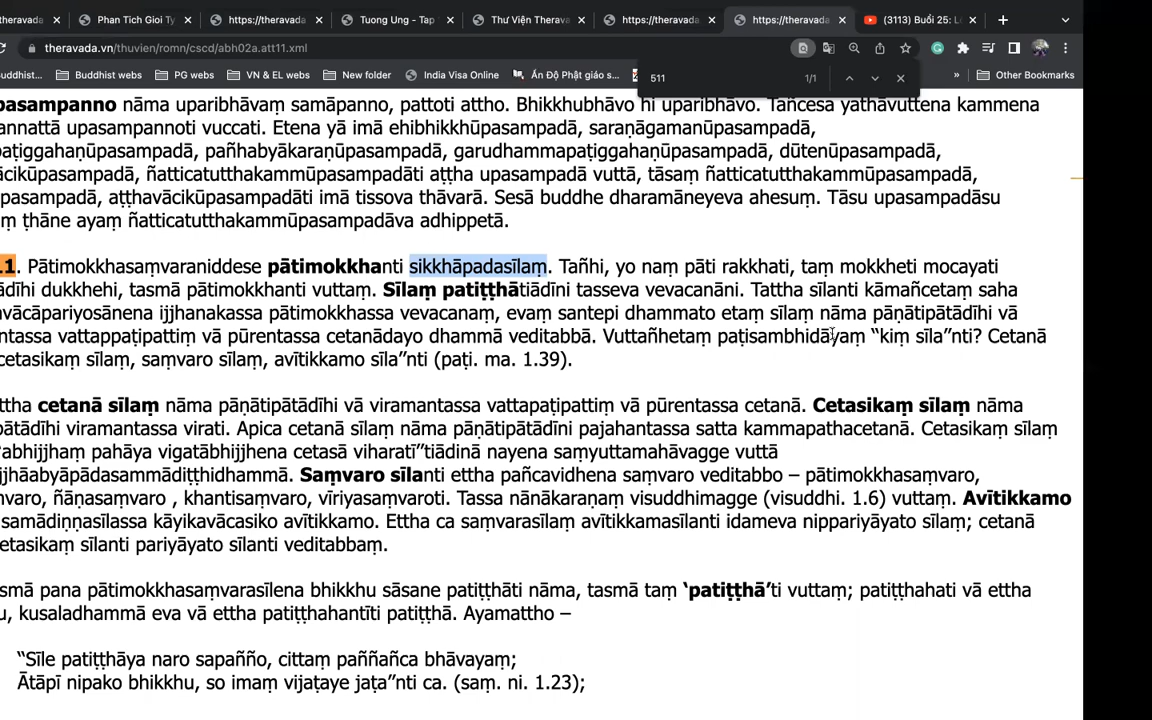 theravada
Phan Tich Gioi Ty
https://theravada
Tuong Ung - Tap
Thư Viện Therava
https://theravada
https://theravada
(3113) Buổi 25: L
theravada.vn/thuvien/romn/cscd/abh02a.att11.xml
Buddhist webs
PG webs
VN & EL webs
New folder
India Visa Online
Ấn Độ Phật giáo s...
511
1/1
»
Other Bookmarks
pasampanno nāma uparibhāvaṃ samāpanno, pattoti attho. Bhikkhubhāvo hi uparibhāvo. Tañcesa yathāvuttena kammena
annattā upasampannoti vuccati. Etena yā imā ehibhikkhūpasampadā, saraṇāgamanūpasampadā,
paṭiggahaṇūpasampadā, pañhabyākaraṇūpasampadā, garudhammapaṭiggahaṇūpasampadā, dūtenūpasampadā,
ācikūpasampadā, ñatticatutthakammūpasampadāti aṭṭha upasampadā vuttā, tāsaṃ ñatticatutthakammūpasampadā,
pasampadā, aṭṭhavācikūpasampadāti imā tissova thāvarā. Sesā buddhe dharamāneyeva ahesuṃ. Tāsu upasampadāsu
ṃ ṭhāne ayaṃ ñatticatutthakammūpasampadāva adhippetā.
1. Pātimokkhasaṃvaraniddese pātimokkhanti sikkhāpadasīlaṃ. Tañhi, yo naṃ pāti rakkhati, taṃ mokkheti mocayati
ādīhi dukkhehi, tasmā pātimokkhanti vuttaṃ. Sīlaṃ patiṭṭhātiādīni tasseva vevacanāni. Tattha sīlanti kāmañcetaṃ saha
vācāpariyosānena ijjhanakassa pātimokkhassa vevacanaṃ, evaṃ santepi dhammato etaṃ sīlaṃ nāma pāṇātipātādīhi vā
ntassa vattappaṭipattiṃ vā pūrentassa cetanādayo dhammā veditabbā. Vuttañhetaṃ paṭisambhidāyaṃ “kiṃ sīla”nti? Cetanā
cetasikaṃ sīlaṃ, saṃvaro sīlaṃ, avītikkamo sīla”nti (paṭi. ma. 1.39).
ttha cetanā sīlaṃ nāma pāṇātipātādīhi vā viramantassa vattapaṭipattiṃ vā pūrentassa cetanā. Cetasikaṃ sīlaṃ nāma
pātādīhi viramantassa virati. Apica cetanā sīlaṃ nāma pāṇātipātādīni pajahantassa satta kammapathacetanā. Cetasikaṃ sīlaṃ
abhijjhaṃ pahāya vigatābhijjhena cetasā viharatī”tiādinā nayena saṃyuttamahāvagge vuttā
jjhāabyāpādasammādiṭṭhidhammā. Saṃvaro sīlanti ettha pañcavidhena saṃvaro veditabbo – pātimokkhasaṃvaro,
ṃvaro, ñāṇasaṃvaro , khantisaṃvaro, vīriyasaṃvaroti. Tassa nānākaraṇaṃ visuddhimagge (visuddhi. 1.6) vuttaṃ. Avītikkamo
samādiṇṇasīlassa kāyikavācasiko avītikkamo. Ettha ca saṃvarasīlaṃ avītikkamasīlanti idameva nippariyāyato sīlaṃ; cetanā
etasikaṃ sīlanti pariyāyato sīlanti veditabbaṃ.
asmā pana pātimokkhasaṃvarasīlena bhikkhu sāsane patiṭṭhāti nāma, tasmā taṃ ‘patiṭṭhā’ti vuttaṃ; patiṭṭhahati vā ettha
u, kusaladhammā eva vā ettha patiṭṭhahantīti patiṭṭhā. Ayamattho –
“Sīle patiṭṭhāya naro sapañño, cittaṃ paññañca bhāvayaṃ;
Ātāpī nipako bhikkhu, so imaṃ vijaṭaye jaṭa”nti ca. (saṃ. ni. 1.23);